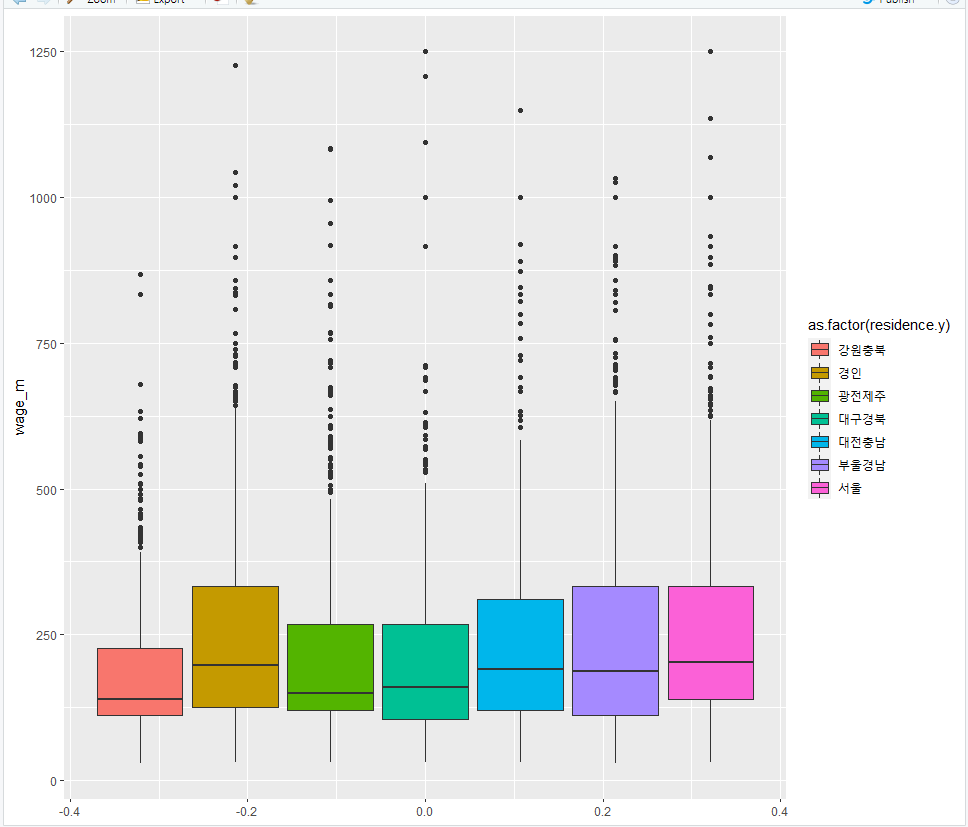 Zoom Export Publish
1250
1000
750
500
250
0
wage_m
-0.4 -0.2 0.0 0.2 0.4
as.factor(residence.y)
강원충북
경인
광전제주
대구경북
대전충남
부울경남
서울